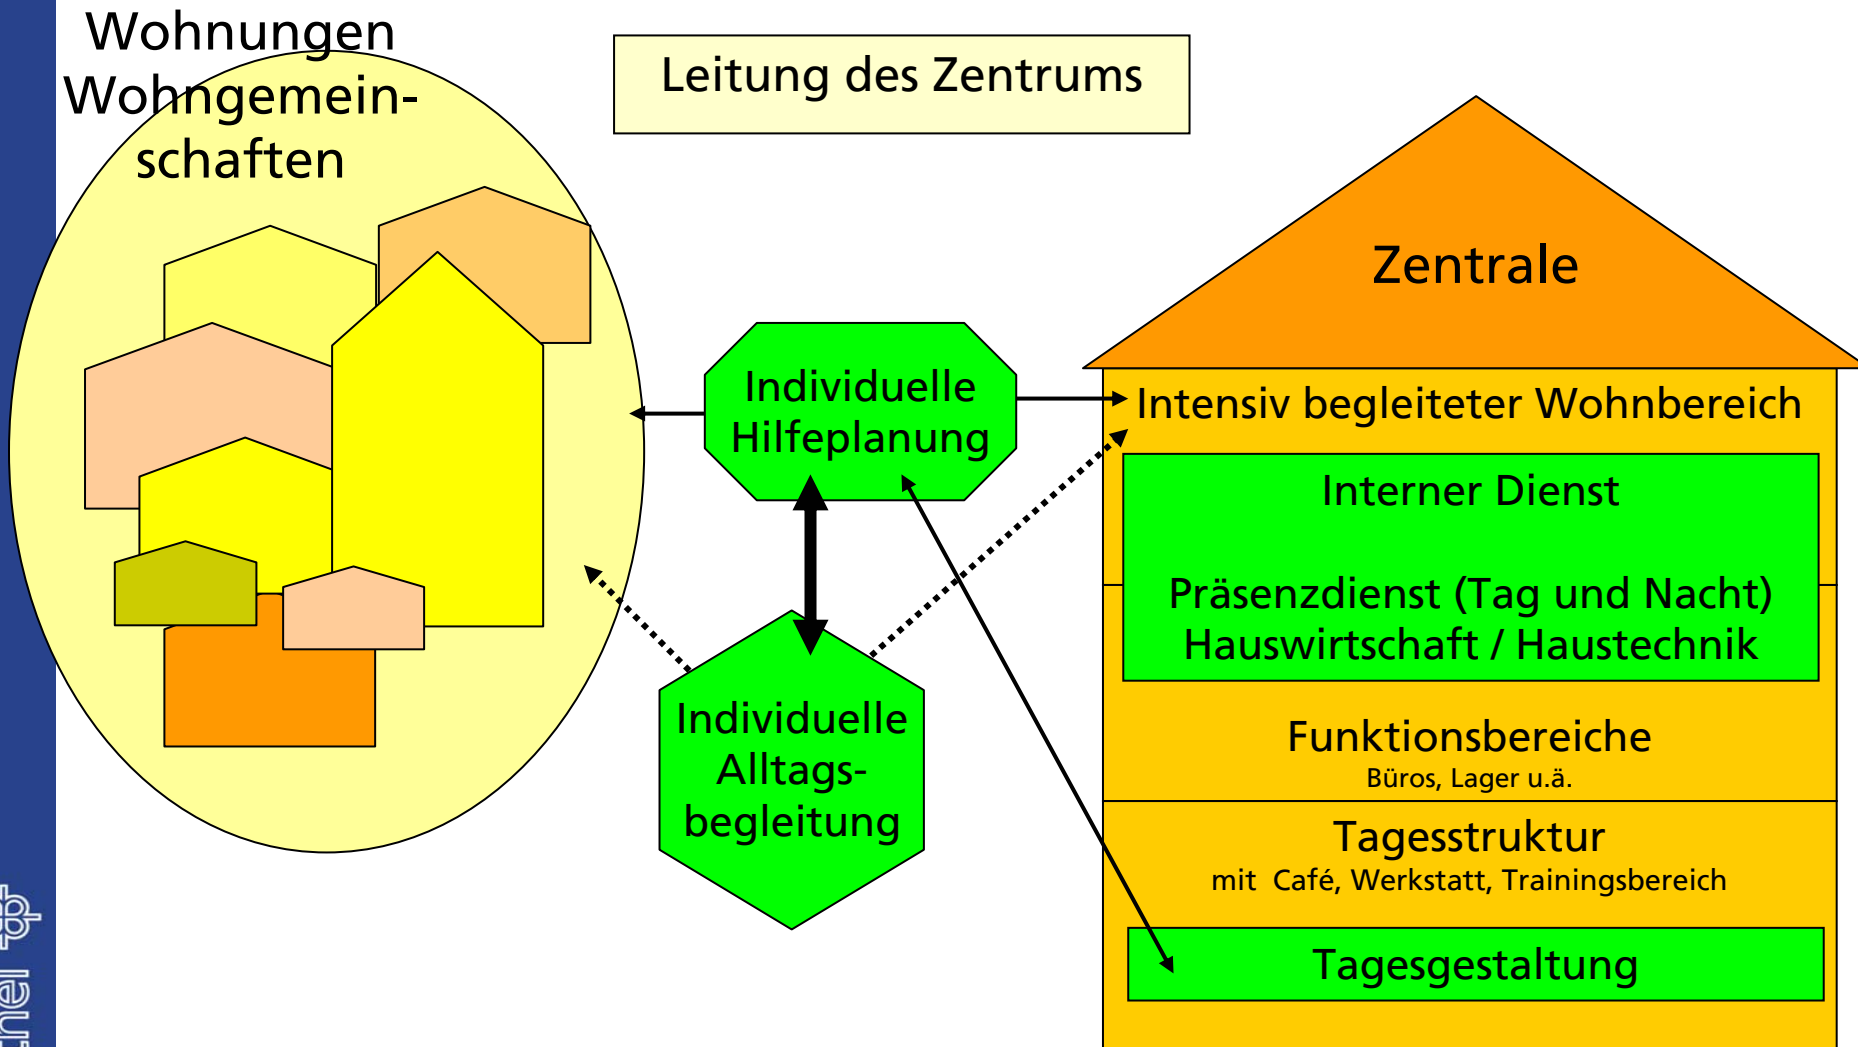 Wohnungen
Wohngemein-
schaften
Leitung des Zentrums
Zentrale
Individuelle
Hilfeplanung
Intensiv begleiteter Wohnbereich
Interner Dienst
Präsenzdienst (Tag und Nacht)
Hauswirtschaft / Haustechnik
Individuelle
Alltags-
begleitung
Funktionsbereiche
Büros, Lager u.ä.
Tagesstruktur
mit Café, Werkstatt, Trainingsbereich
Tagesgestaltung